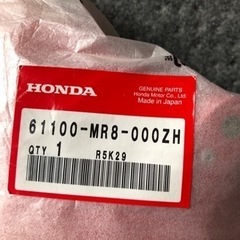 HONDA
GENUINE PARTS
Honda Motor Co., Ltd.
Made in Japan
61100-MR8-000ZH
QTY 1 R5K29